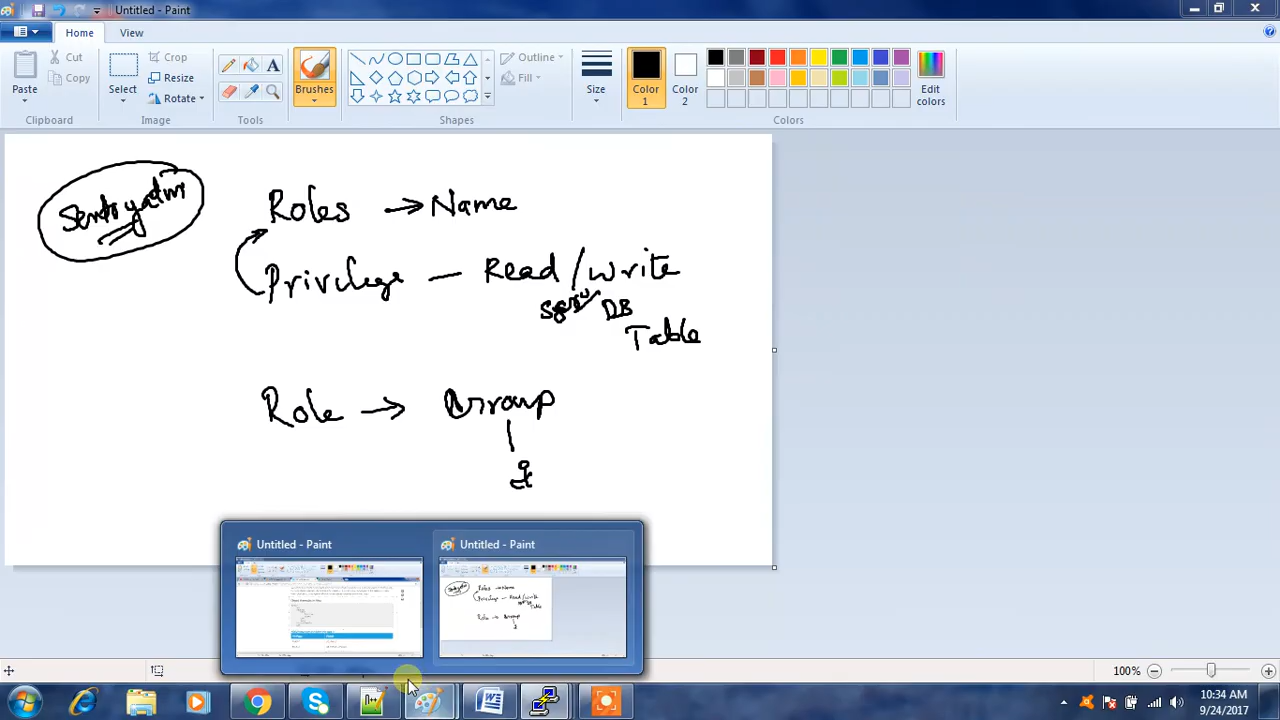 Untitled - Paint
Home View
Paste
Cut
Copy
Clipboard
Select
Crop
Resize
Rotate
Image
Tools
Brushes
Shapes
Outline
Fill
Size
Color 1
Color 2
Edit colors
Colors
Roles → Name
Privilege — Read/Write
DB
Table
Role → Group
Untitled - Paint
Untitled - Paint
100%
10:34 AM
9/24/2017